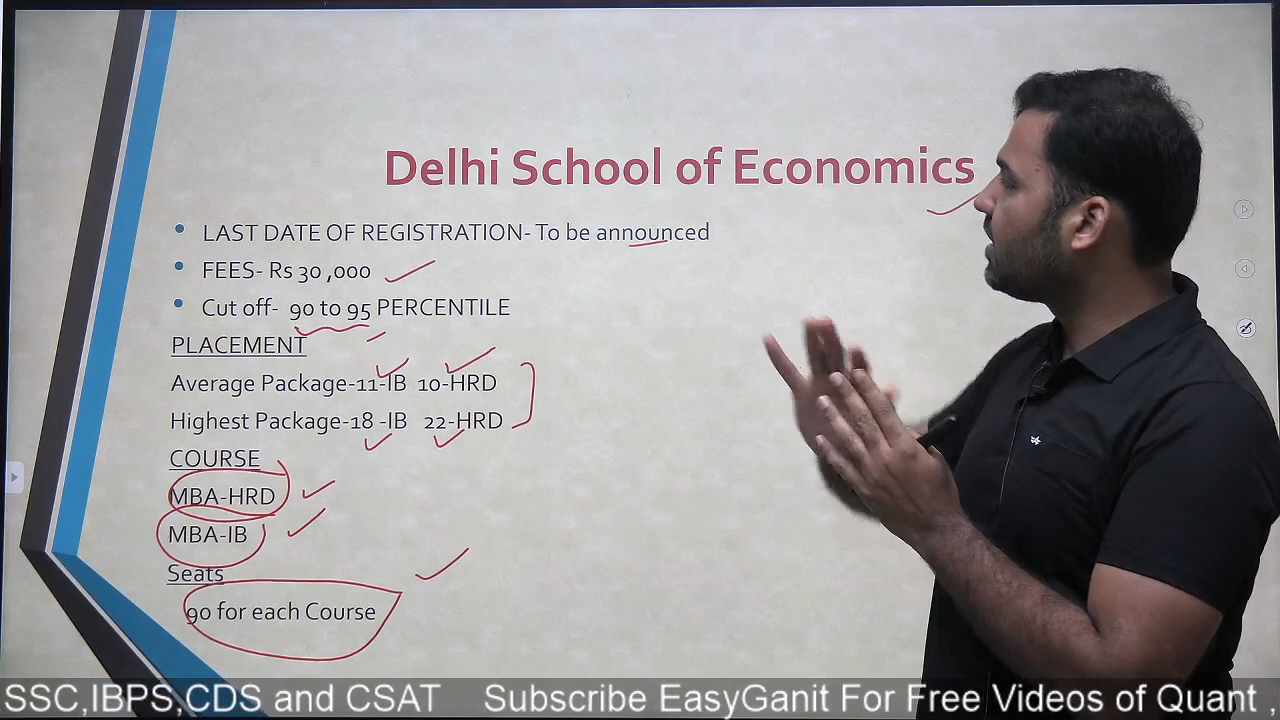 Delhi School of Economics
• LAST DATE OF REGISTRATION- To be announced
• FEES- Rs 30 ,000
• Cut off- 90 to 95 PERCENTILE
PLACEMENT
Average Package-11-IB 10-HRD
Highest Package-18 -IB 22-HRD
COURSE
MBA-HRD
MBA-IB
Seats
90 for each Course
SSC,IBPS,CDS and CSAT Subscribe EasyGanit For Free Videos of Quant ,